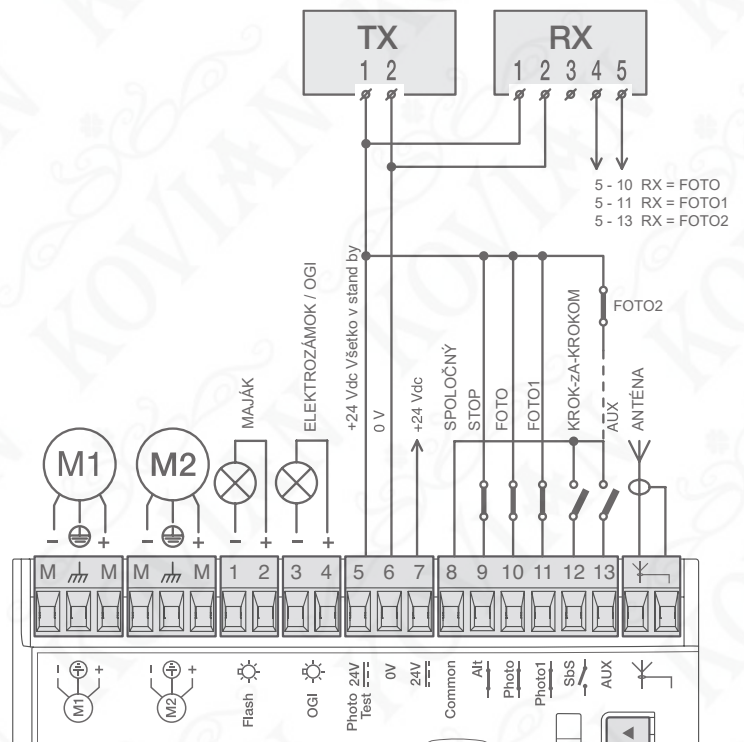 TX
1 2
RX
1 2 3 4 5
5 - 10 RX = FOTO
5 - 11 RX = FOTO1
5 - 13 RX = FOTO2
MAJÁK
ELEKTROZÁMOK / OGI
+24 Vdc Všetko v stand by
0 V
+24 Vdc
SPOLOČNÝ
STOP
FOTO
FOTO1
KROK-zA-KROKOM
AUX
FOTO2
ANTÉNA
M1
M2
- +
- +
- +
- +
M M M M 1 2 3 4 5 6 7 8 9 10 11 12 13
- +
M1
- +
M2
Flash
OGI
Photo 24V
Test
0V
24V
Common
Alt
Photo
Photo1
SbS
AUX
KOVIAN